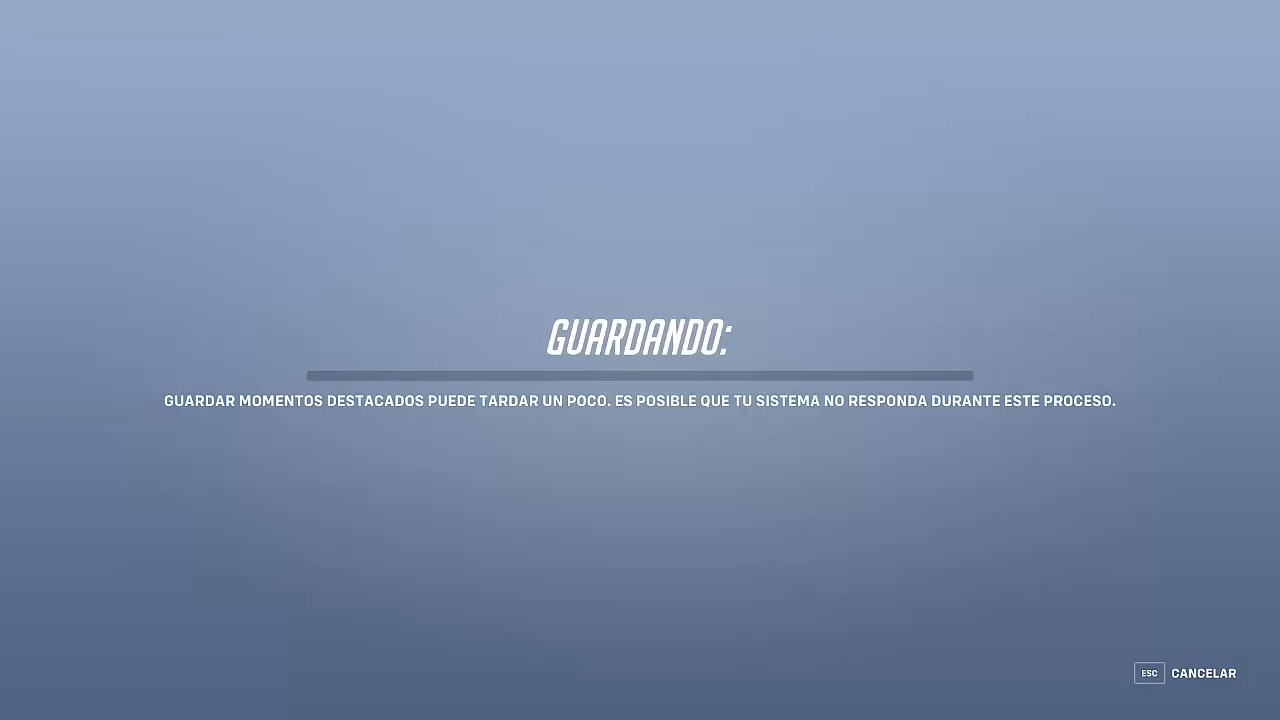 GUARDANDO:
GUARDAR MOMENTOS DESTACADOS PUEDE TARDAR UN POCO. ES POSIBLE QUE TU SISTEMA NO RESPONDA DURANTE ESTE PROCESO.
ESC CANCELAR